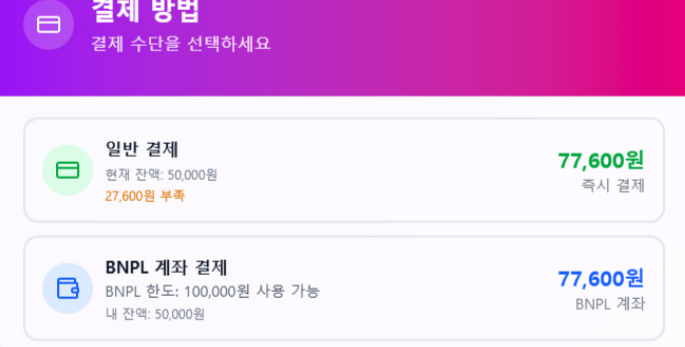 결제 방법
결제 수단을 선택하세요
일반 결제
현재 잔액: 50,000원
27,600원 부족
77,600원
즉시 결제
BNPL 계좌 결제
BNPL 한도: 100,000원 사용 가능
내 잔액: 50,000원
77,600원
BNPL 계좌